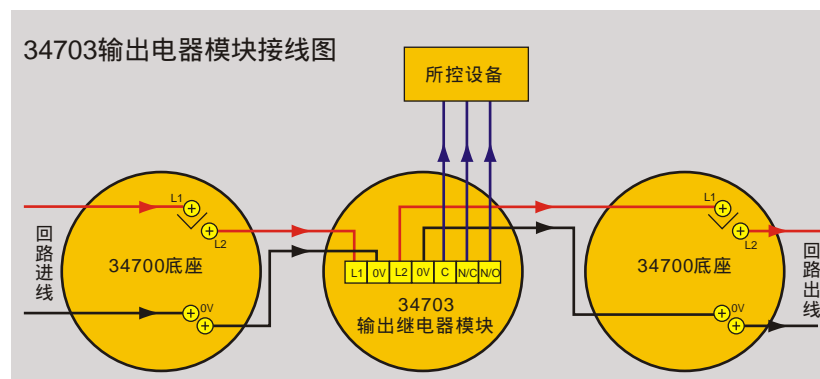 34703输出电器模块接线图
所控设备
L1
L2
回路进线
34700底座
0V
L1 0V L2 0V C N/C N/O
34703
输出继电器模块
L1
L2
34700底座
0V
回路出线